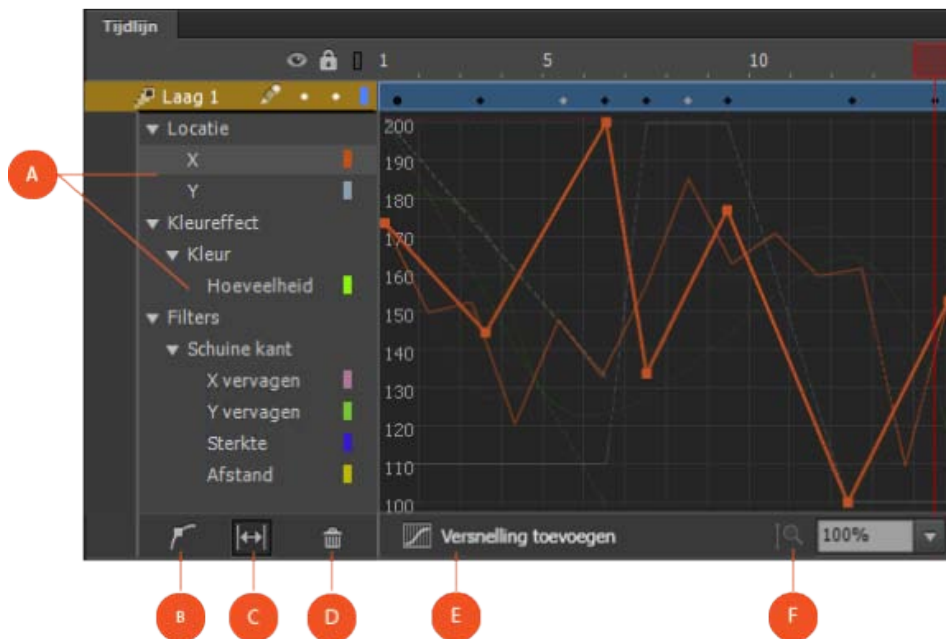 Tijdlijn
1 5 10
Laag 1
Locatie
X
Y
Kleureffect
Kleur
Hoeveelheid
Filters
Schuine kant
X vervagen
Y vervagen
Sterkte
Afstand
200
190
180
170
160
150
140
130
120
110
100
Versnelling toevoegen
100%
A
B
C
D
E
F